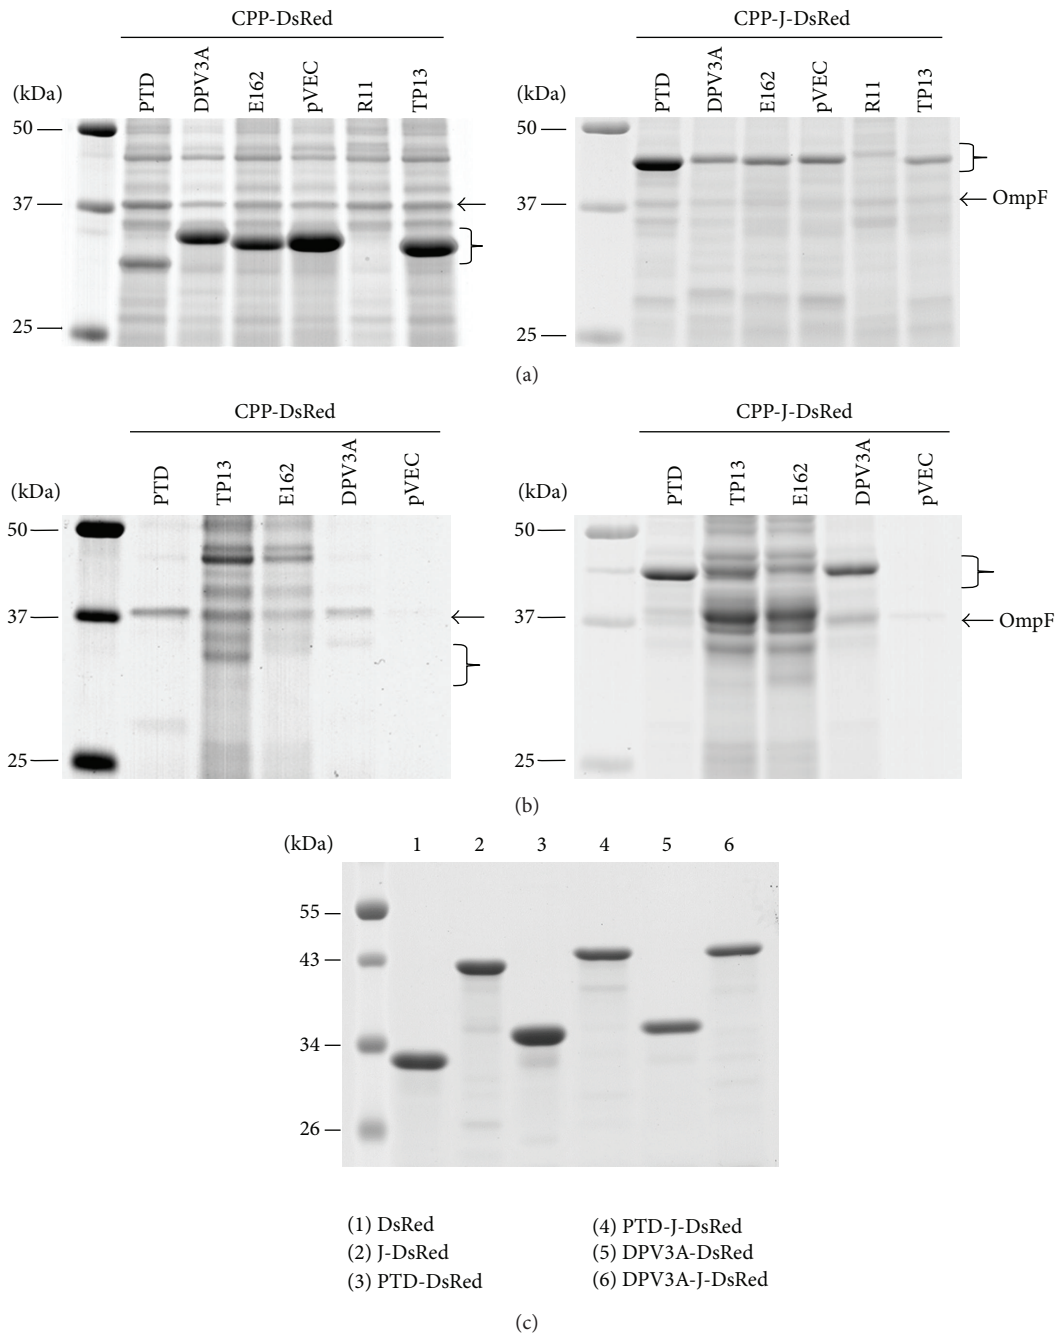 CPP-DsRed
CPP-J-DsRed
(kDa)
PTD
DPV3A
E162
pVEC
R11
TP13
(kDa)
PTD
DPV3A
E162
pVEC
R11
TP13
50
37
25
50
37
25
OmpF
(a)
CPP-DsRed
CPP-J-DsRed
(kDa)
PTD
TP13
E162
DPV3A
pVEC
(kDa)
PTD
TP13
E162
DPV3A
pVEC
50
37
25
50
37
25
OmpF
(b)
(kDa) 1 2 3 4 5 6
55
43
34
26
(1) DsRed
(2) J-DsRed
(3) PTD-DsRed
(4) PTD-J-DsRed
(5) DPV3A-DsRed
(6) DPV3A-J-DsRed
(c)